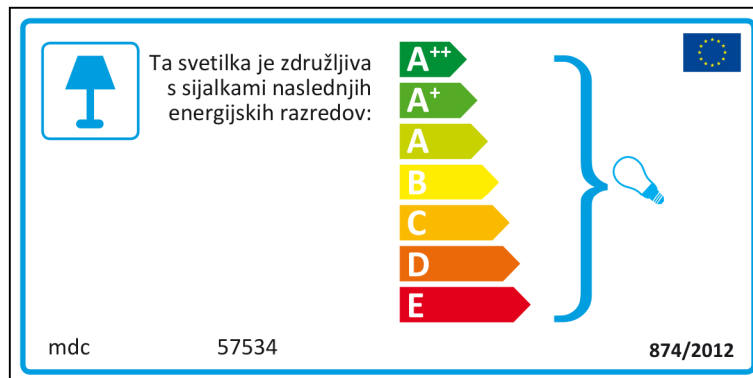 Ta svetilka je združljiva
s sijalkami naslednjih
energijskih razredov:
A++
A+
A
B
C
D
E
mdc 57534 874/2012